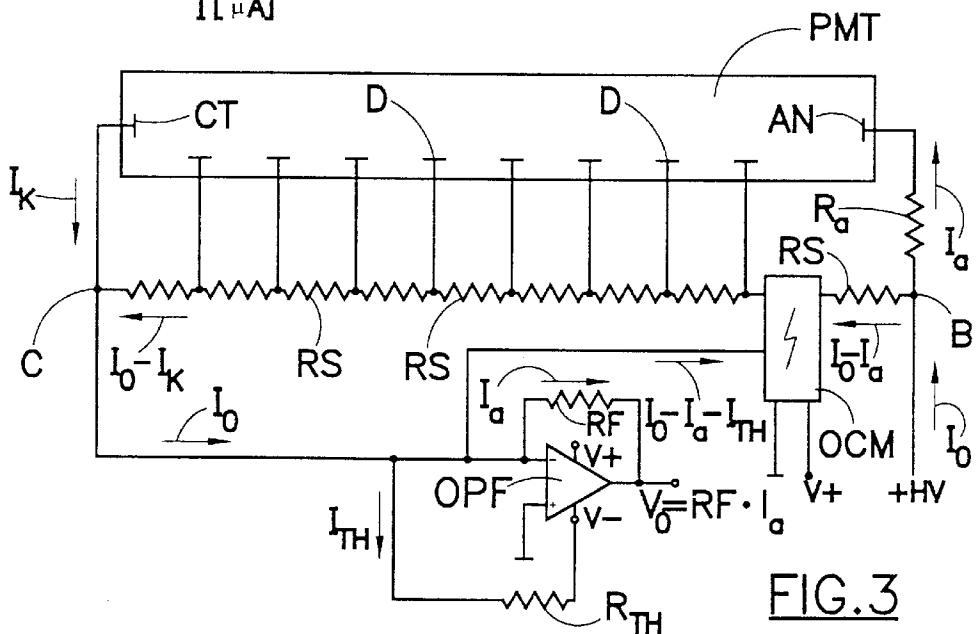 I[ μA]
PMT
CT
D
D
AN
I_K
R_a
I_a
RS
C
I_0-I_K
RS
RS
I_0-I_a
B
I_0
I_a
RF
I_0-I_a-I_TH
OCM
I_0
V+
OPF
V-
V_0=RF·I_a
V+
+HV
I_TH
R_TH
FIG.3